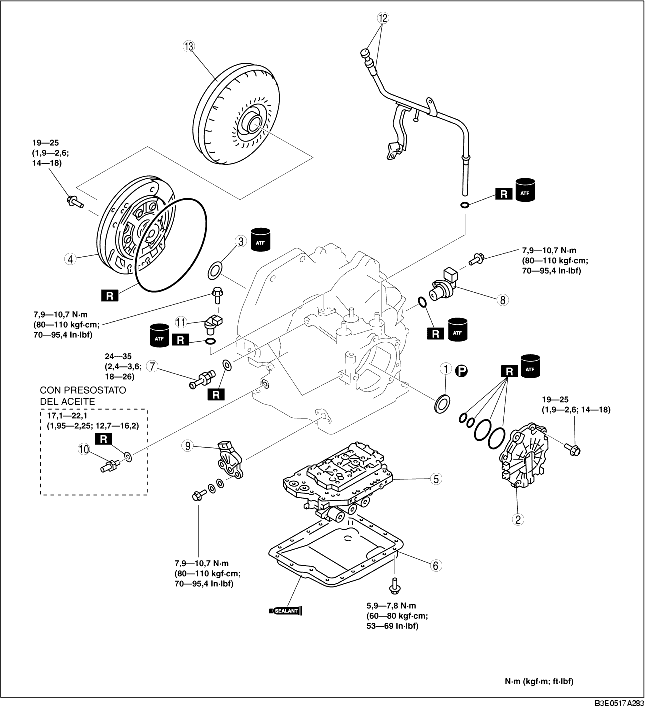 12
13
19—25
(1,9—2,6;
14—18)
R
ATF
4
3
ATF
7,9—10,7 N·m
(80—110 kgf·cm;
70—95,4 In·lbf)
8
R
7,9—10,7 N·m
(80—110 kgf·cm;
70—95,4 In·lbf)
11
ATF
R
R
ATF
24—35
(2,4—3,6;
18—26)
7
R
1
P
R
ATF
CON PRESOSTATO
DEL ACEITE
17,1—22,1
(1,95—2,25; 12,7—16,2)
R
10
19—25
(1,9—2,6; 14—18)
9
5
2
7,9—10,7 N·m
(80—110 kgf·cm;
70—95,4 In·lbf)
6
SEALANT
5,9—7,8 N·m
(60—80 kgf·cm;
53—69 In·lbf)
N·m (kgf·m; ft·lbf)
B3E0517A283